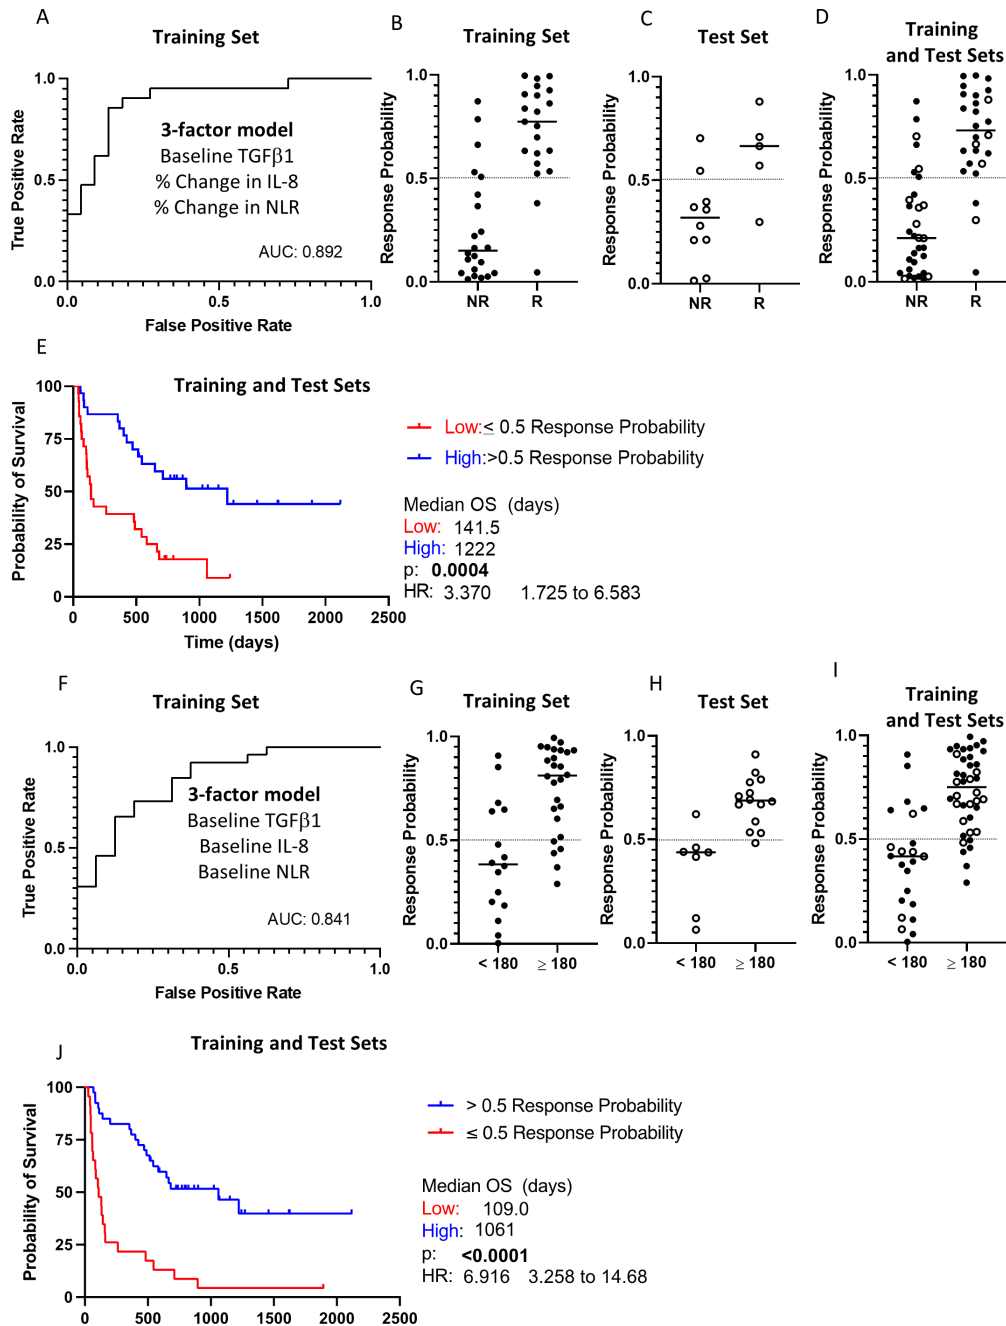 A
Training Set
True Positive Rate
1.0
0.5
0.0
0.0
0.5
1.0
False Positive Rate
3-factor model
Baseline TGFβ1
% Change in IL-8
% Change in NLR
AUC: 0.892
B
Training Set
Response Probability
1.0
0.5
0.0
NR
R
C
Test Set
Response Probability
1.0
0.5
0.0
NR
R
D
Training
and Test Sets
Response Probability
1.0
0.5
0.0
NR
R
E
Training and Test Sets
Probability of Survival
100
75
50
25
0
0
500
1000
1500
2000
2500
Time (days)
Low:≤ 0.5 Response Probability
High:>0.5 Response Probability
Median OS (days)
Low: 141.5
High: 1222
p: 0.0004
HR: 3.370 1.725 to 6.583
F
Training Set
True Positive Rate
1.0
0.5
0.0
0.0
0.5
1.0
False Positive Rate
3-factor model
Baseline TGFβ1
Baseline IL-8
Baseline NLR
AUC: 0.841
G
Training Set
Response Probability
1.0
0.5
0.0
< 180
≥ 180
H
Test Set
Response Probability
1.0
0.5
0.0
< 180
≥ 180
I
Training
and Test Sets
Response Probability
1.0
0.5
0.0
< 180
≥ 180
J
Training and Test Sets
Probability of Survival
100
75
50
25
0
0
500
1000
1500
2000
2500
> 0.5 Response Probability
≤ 0.5 Response Probability
Median OS (days)
Low: 109.0
High: 1061
p: <0.0001
HR: 6.916 3.258 to 14.68